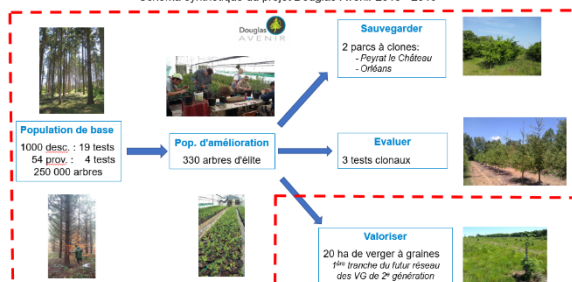 Douglas
AVENIR
Sauvegarder
2 parcs à clones:
- Peyrat le Château
- Orléans
Population de base
1000 desc. : 19 tests
54 prov. : 4 tests
250 000 arbres
Pop. d'amélioration
330 arbres d'élite
Evaluer
3 tests clonaux
Valoriser
20 ha de verger à graines
1ère tranche du futur réseau
des VG de 2e génération